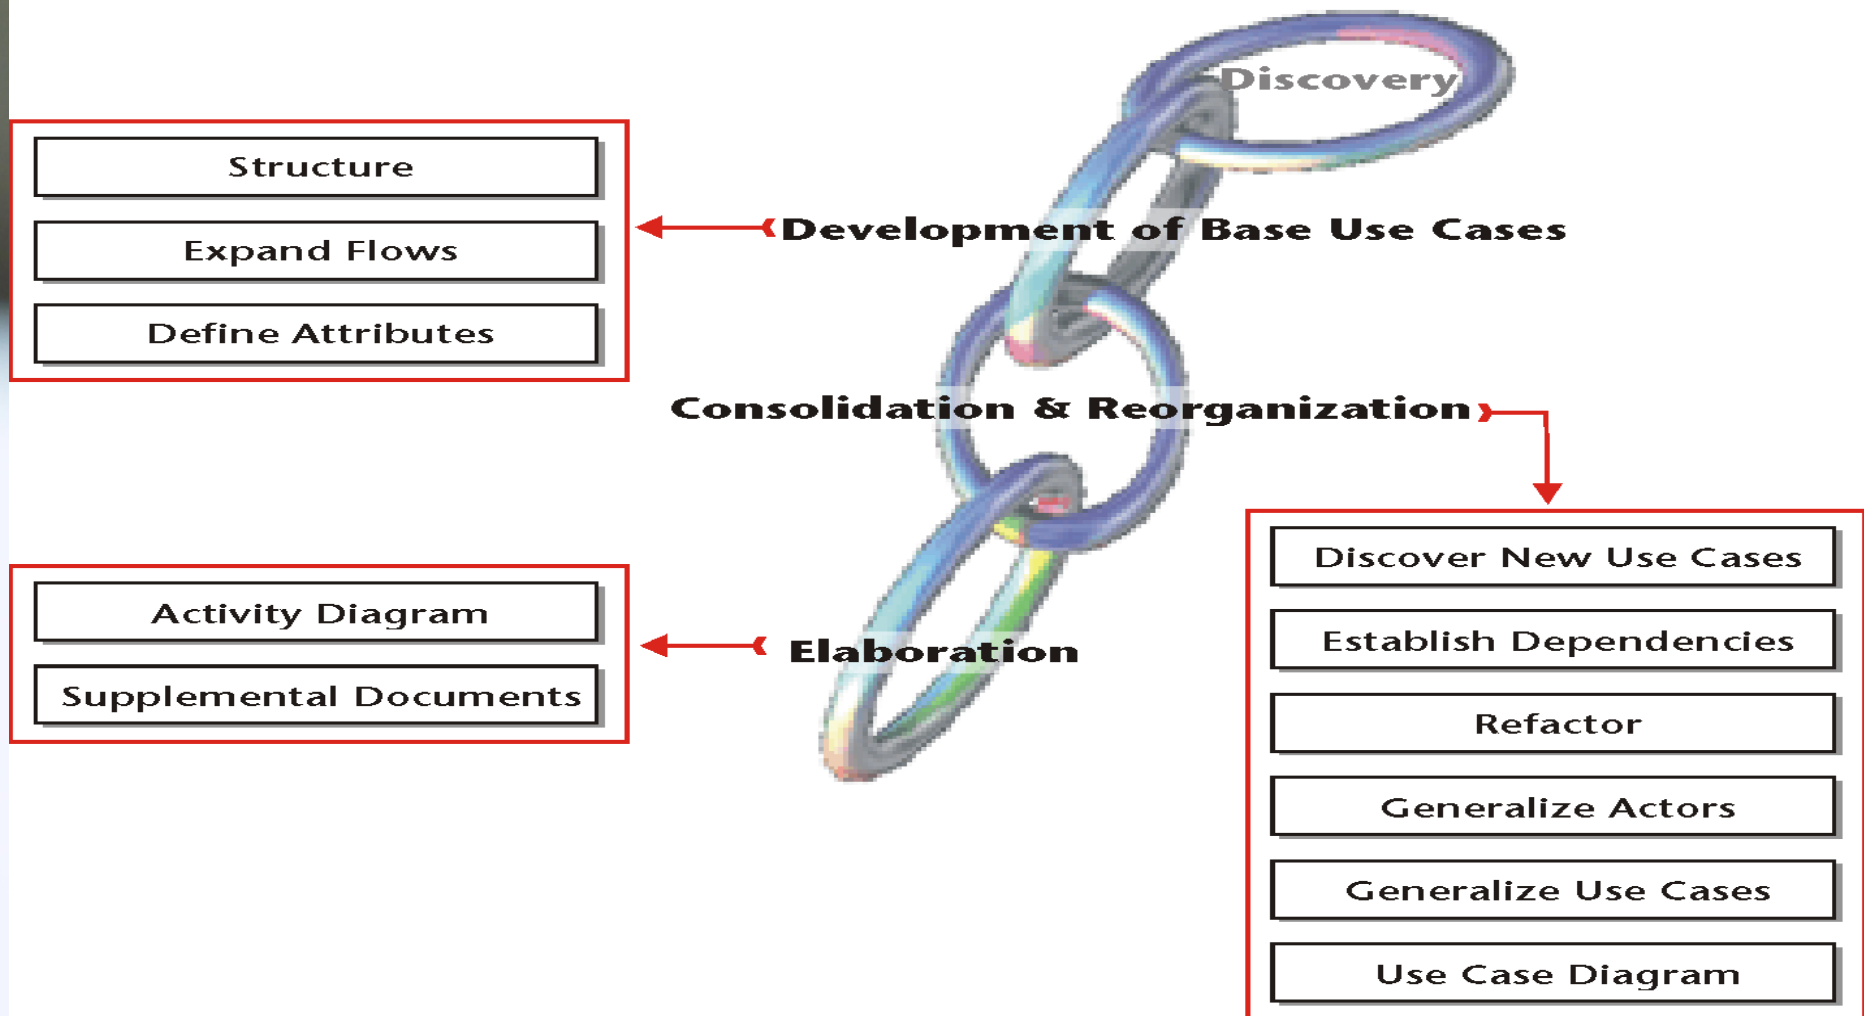 Discovery
Structure
Expand Flows
Define Attributes
Development of Base Use Cases
Consolidation & Reorganization
Discover New Use Cases
Establish Dependencies
Refactor
Generalize Actors
Generalize Use Cases
Use Case Diagram
Activity Diagram
Supplemental Documents
Elaboration